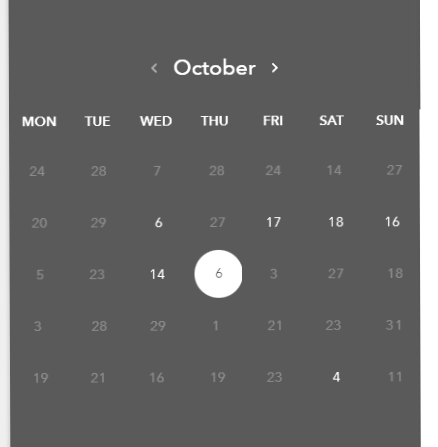 ‹ October ›
MON TUE WED THU FRI SAT SUN
24 28 7 28 24 14 27
20 29 6 27 17 18 16
5 23 14 6 3 27 18
3 28 29 1 21 23 31
19 21 16 19 23 4 11